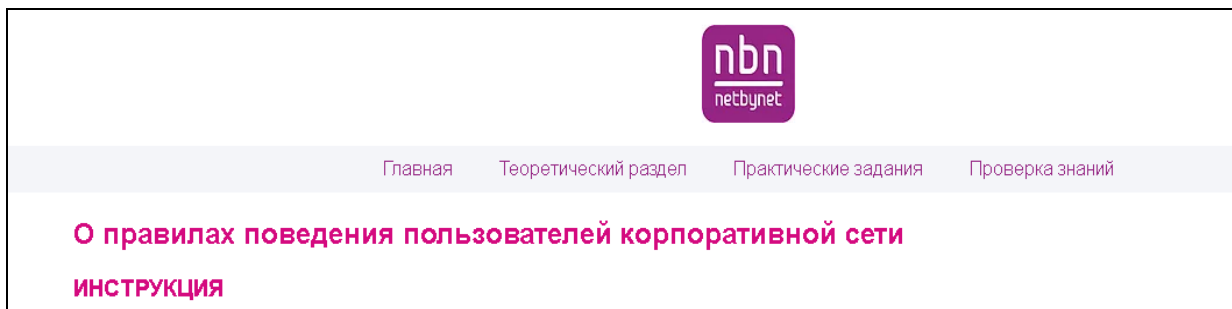 nbn
netbynet
Главная Теоретический раздел Практические задания Проверка знаний
О правилах поведения пользователей корпоративной сети
ИНСТРУКЦИЯ